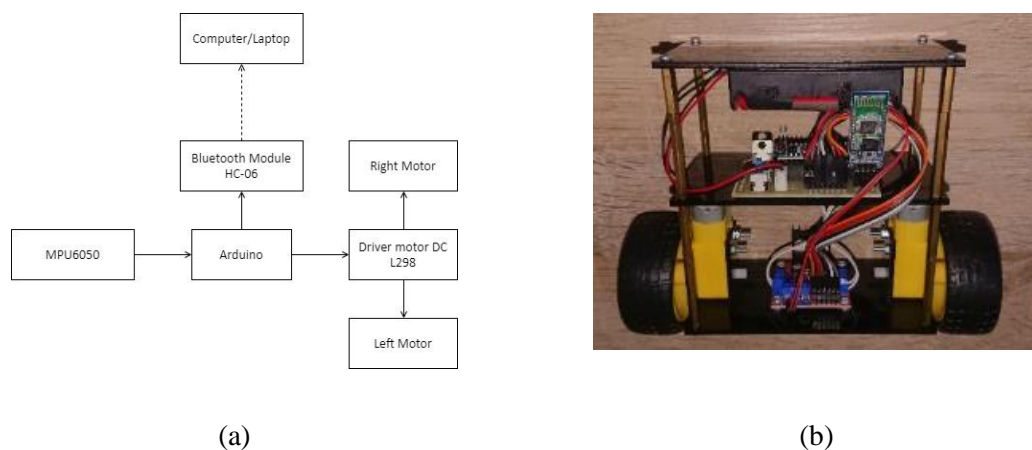 Computer/Laptop
Bluetooth Module
HC-06
Right Motor
MPU6050
Arduino
Driver motor DC
L298
Left Motor
(a)
(b)